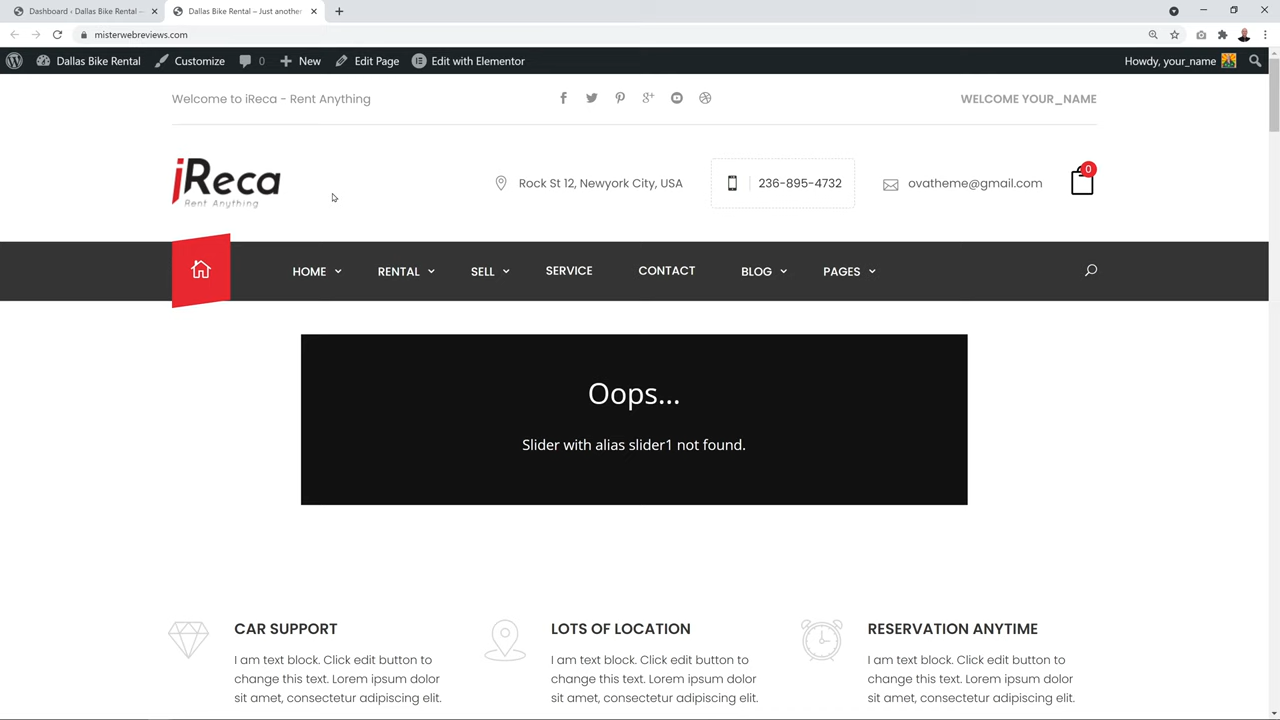 Dashboard ‹ Dallas Bike Rental —
Dallas Bike Rental – Just another
misterwebreviews.com
Dallas Bike Rental
Customize
0
New
Edit Page
Edit with Elementor
Howdy, your_name
Welcome to iReca - Rent Anything
WELCOME YOUR_NAME
iReca
Rent Anything
Rock St 12, Newyork City, USA
236-895-4732
ovatheme@gmail.com
0
HOME
RENTAL
SELL
SERVICE
CONTACT
BLOG
PAGES
Oops...
Slider with alias slider1 not found.
CAR SUPPORT
I am text block. Click edit button to
change this text. Lorem ipsum dolor
sit amet, consectetur adipiscing elit.
LOTS OF LOCATION
I am text block. Click edit button to
change this text. Lorem ipsum dolor
sit amet, consectetur adipiscing elit.
RESERVATION ANYTIME
I am text block. Click edit button to
change this text. Lorem ipsum dolor
sit amet, consectetur adipiscing elit.